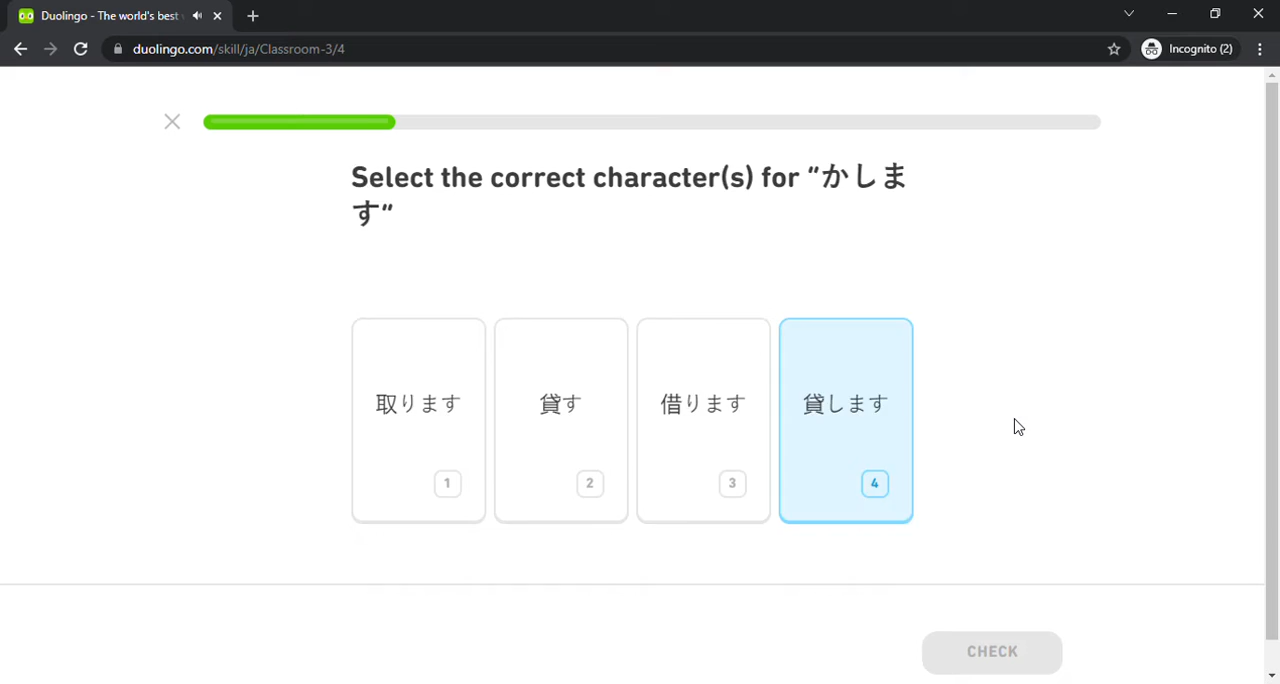 Duolingo - The world's best
duolingo.com/skill/ja/Classroom-3/4
Incognito (2)
Select the correct character(s) for "かしま
す"
取ります
貸す
借ります
貸します
1
2
3
4
CHECK